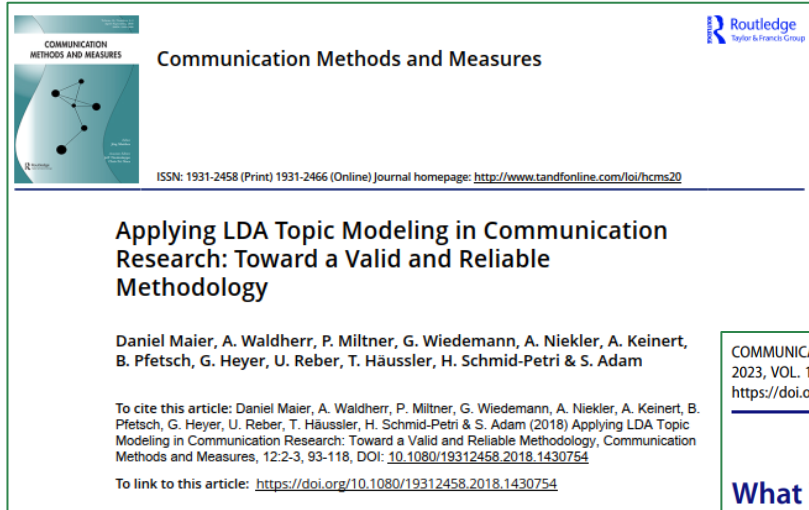 COMMUNICATION
METHODS AND MEASURES
Routledge
Communication Methods and Measures
Routledge
Taylor & Francis Group
ROUTLEDGE
ISSN: 1931-2458 (Print) 1931-2466 (Online) Journal homepage: http://www.tandfonline.com/loi/hcms20
Applying LDA Topic Modeling in Communication
Research: Toward a Valid and Reliable
Methodology
Daniel Maier, A. Waldherr, P. Miltner, G. Wiedemann, A. Niekler, A. Keinert,
B. Pfetsch, G. Heyer, U. Reber, T. Häussler, H. Schmid-Petri & S. Adam
To cite this article: Daniel Maier, A. Waldherr, P. Miltner, G. Wiedemann, A. Niekler, A. Keinert, B.
Pfetsch, G. Heyer, U. Reber, T. Häussler, H. Schmid-Petri & S. Adam (2018) Applying LDA Topic
Modeling in Communication Research: Toward a Valid and Reliable Methodology, Communication
Methods and Measures, 12:2-3, 93-118, DOI: 10.1080/19312458.2018.1430754
To link to this article: https://doi.org/10.1080/19312458.2018.1430754
COMMUNICA
2023, VOL. 1
https://doi.o
What